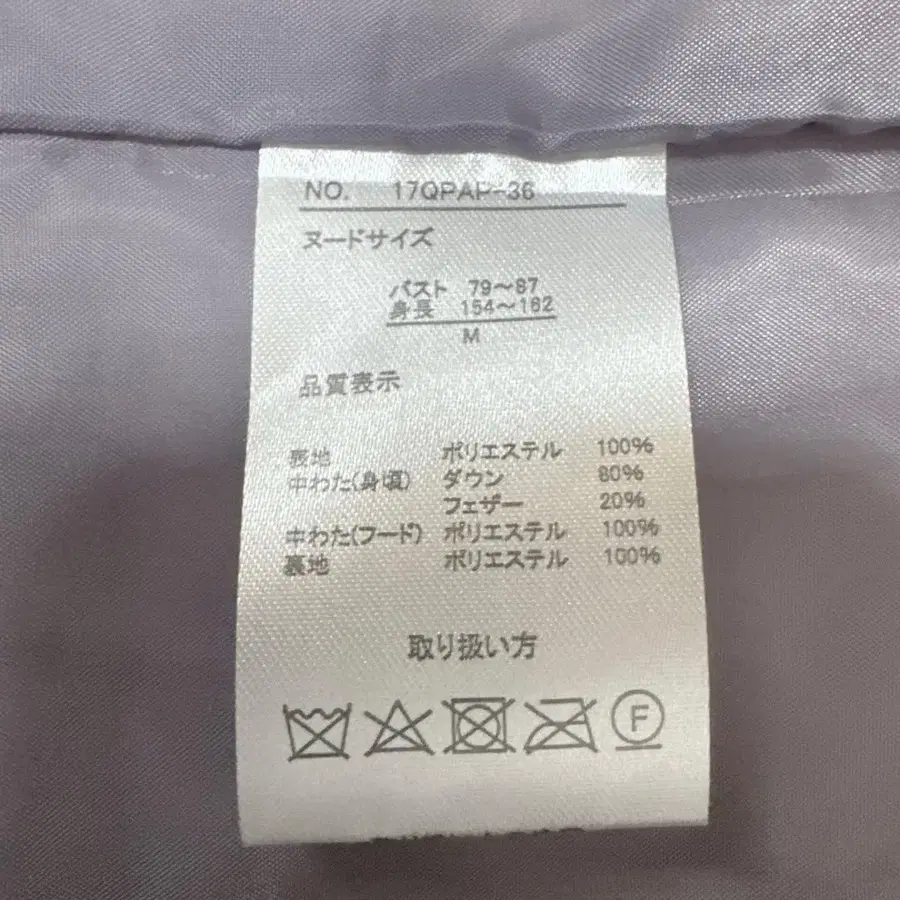 NO. 17QPAP-36
ヌードサイズ
バスト 79～87
身長 154～162
M
品質表示
表地 ポリエステル 100%
中わた(身頃) ダウン 80%
フェザー 20%
中わた(フード) ポリエステル 100%
裏地 ポリエステル 100%
取り扱い方
F